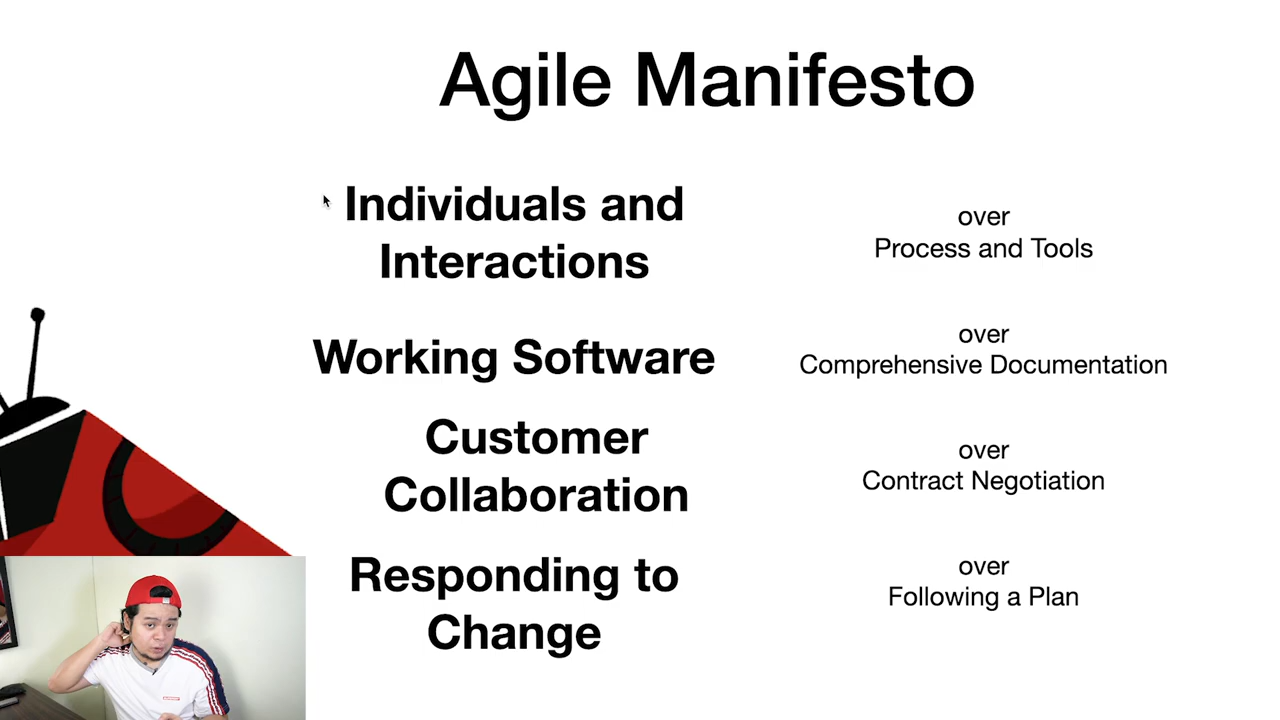 Agile Manifesto
Individuals and
Interactions
over
Process and Tools
Working Software
over
Comprehensive Documentation
Customer
Collaboration
over
Contract Negotiation
Responding to
Change
over
Following a Plan